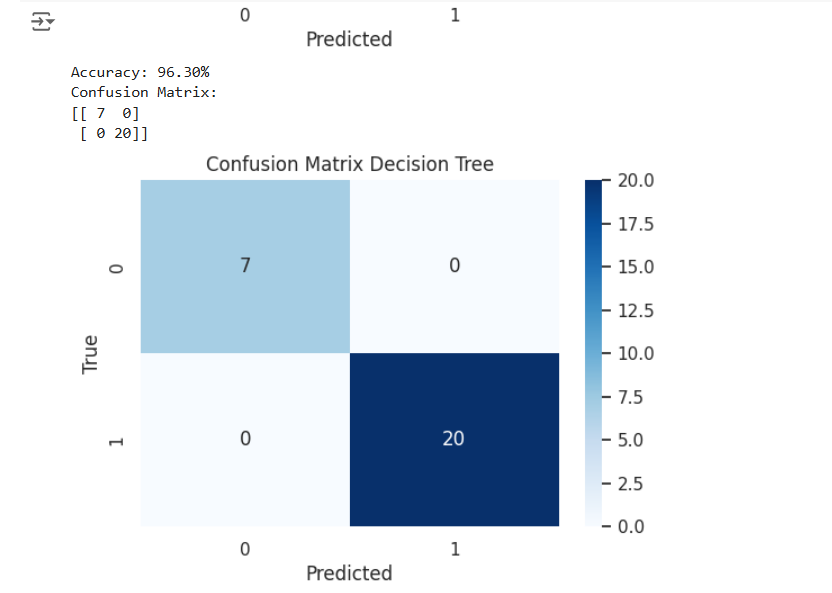 0 1
Predicted
Accuracy: 96.30%
Confusion Matrix:
[[ 7  0]
 [ 0 20]]
Confusion Matrix Decision Tree
20.0
17.5
15.0
12.5
10.0
7.5
5.0
2.5
0.0
0
1
True
7 0
0 20
0 1
Predicted